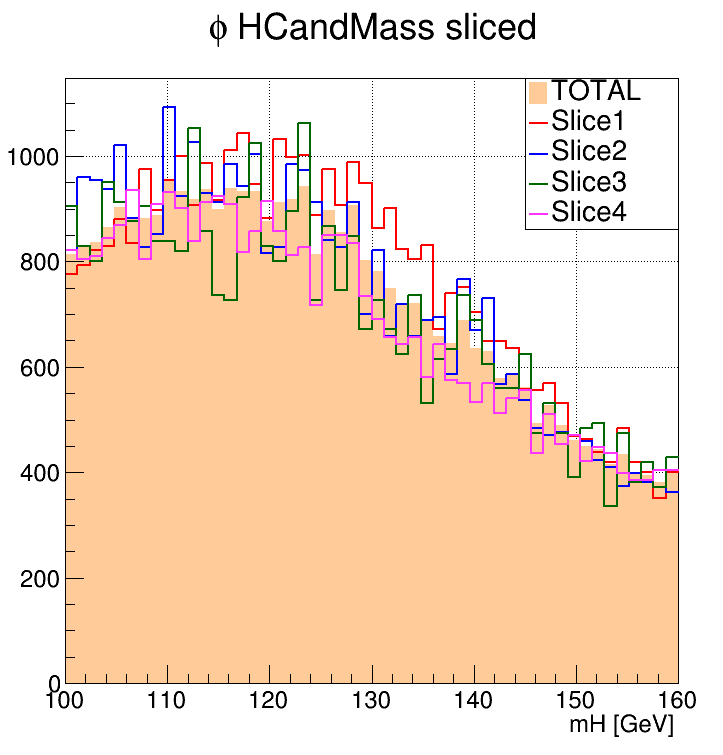 ϕ HCandMass sliced
TOTAL
Slice1
Slice2
Slice3
Slice4
1000
800
600
400
200
0
100 110 120 130 140 150 160
mH [GeV]